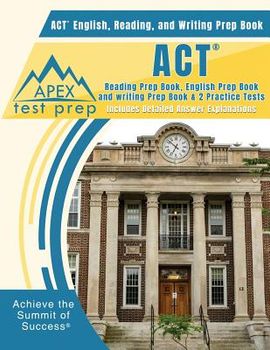 ACT® English, Reading, and Writing Prep Book
APEX
test prep
ACT®
Reading Prep Book, English Prep Book
and writing Prep Book & 2 Practice Tests
Includes Detailed Answer Explanations
Achieve the
Summit of
Success®